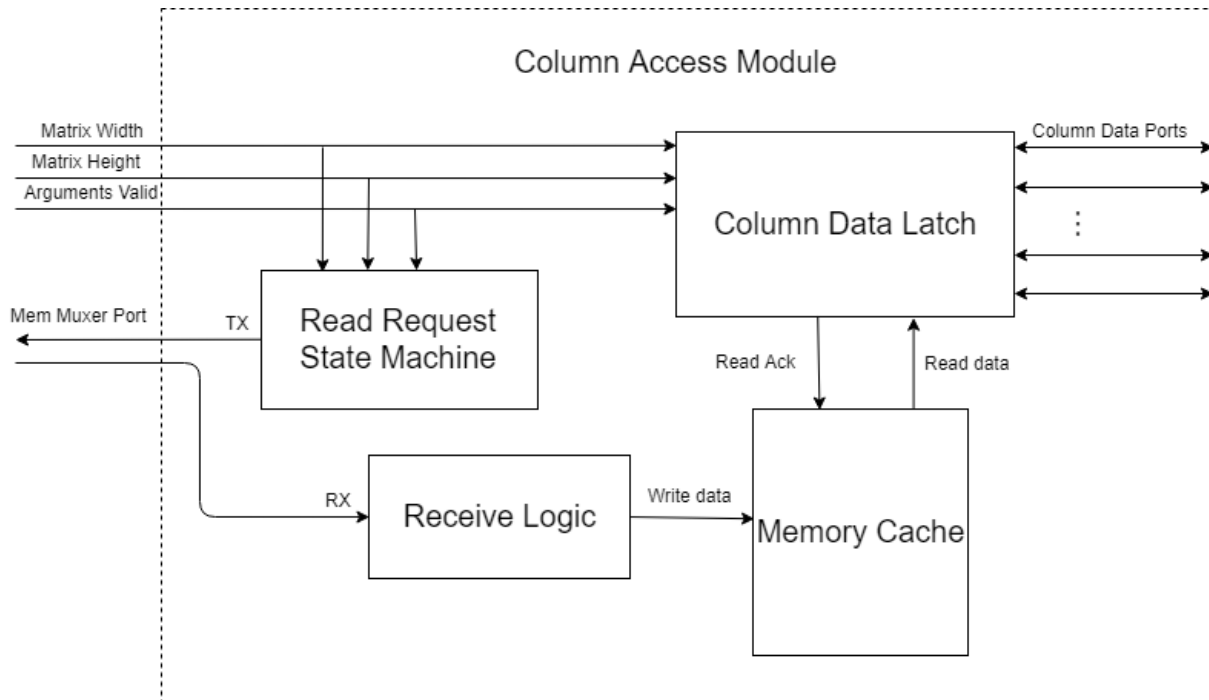 Column Access Module
Matrix Width
Matrix Height
Arguments Valid
Column Data Ports
Column Data Latch
⋮
Mem Muxer Port
TX
Read Request
State Machine
Read Ack
Read data
RX
Receive Logic
Write data
Memory Cache